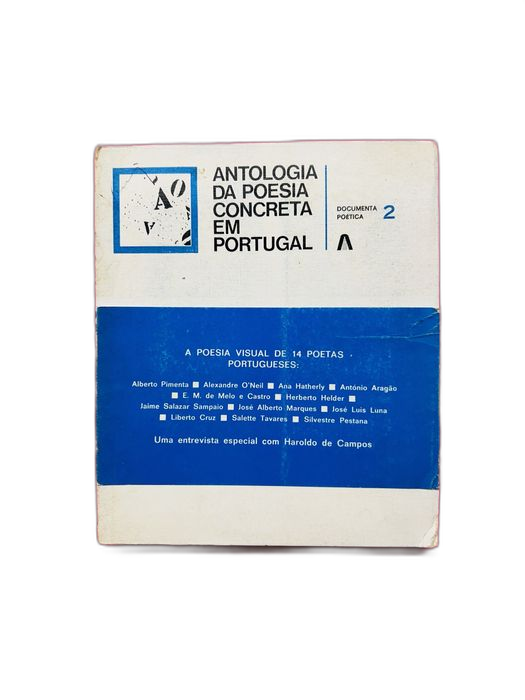 ANTOLOGIA
DA POESIA
CONCRETA
EM
PORTUGAL
DOCUMENTA
POÉTICA 2
A POESIA VISUAL DE 14 POETAS
PORTUGUESES:
Alberto Pimenta ■ Alexandre O'Neil ■ Ana Hatherly ■ António Aragão
■ E. M. de Melo e Castro ■ Herberto Helder ■
Jaime Salazar Sampaio ■ José Alberto Marques ■ José Luis Luna
■ Liberto Cruz ■ Salette Tavares ■ Silvestre Pestana
Uma entrevista especial com Haroldo de Campos